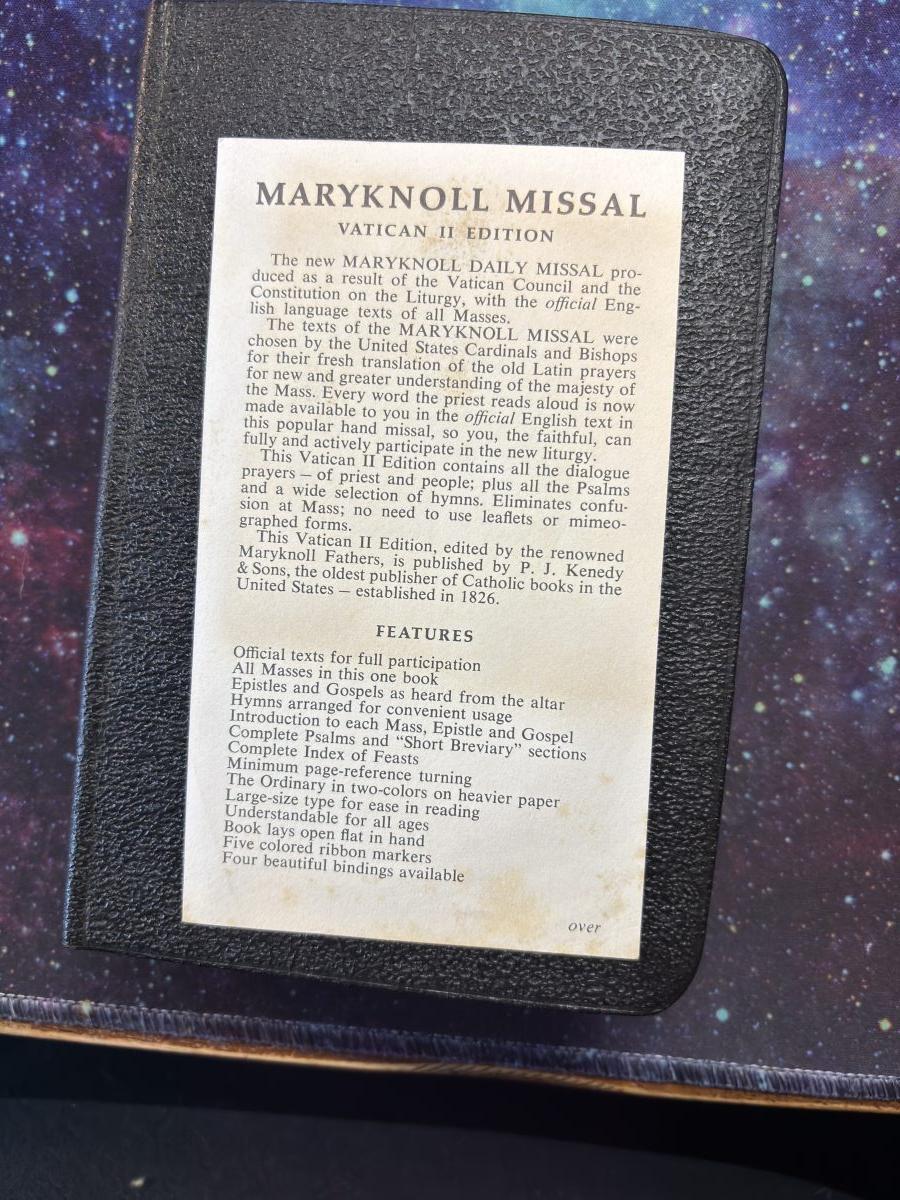 MARYKNOLL MISSAL
VATICAN II EDITION
The new MARYKNOLL DAILY MISSAL pro-
duced as a result of the Vatican Council and the
Constitution on the Liturgy, with the official Eng-
lish language texts of all Masses.
The texts of the MARYKNOLL MISSAL were
chosen by the United States Cardinals and Bishops
for their fresh translation of the old Latin prayers
for new and greater understanding of the majesty of
the Mass. Every word the priest reads aloud is now
made available to you in the official English text in
this popular hand missal, so you, the faithful, can
fully and actively participate in the new liturgy.
This Vatican II Edition contains all the dialogue
prayers – of priest and people; plus all the Psalms
and a wide selection of hymns. Eliminates confu-
sion at Mass; no need to use leaflets or mimeo-
graphed forms.
This Vatican II Edition, edited by the renowned
Maryknoll Fathers, is published by P. J. Kenedy
& Sons, the oldest publisher of Catholic books in the
United States – established in 1826.
FEATURES
Official texts for full participation
All Masses in this one book
Epistles and Gospels as heard from the altar
Hymns arranged for convenient usage
Introduction to each Mass, Epistle and Gospel
Complete Psalms and “Short Breviary” sections
Complete Index of Feasts
Minimum page-reference turning
The Ordinary in two-colors on heavier paper
Large-size type for ease in reading
Understandable for all ages
Book lays open flat in hand
Five colored ribbon markers
Four beautiful bindings available
over